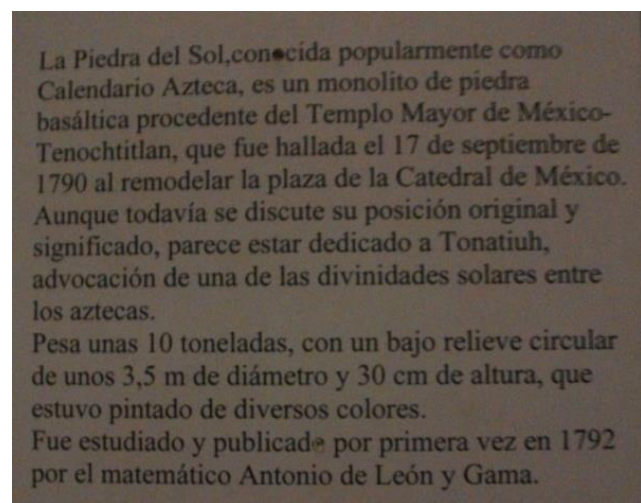 La Piedra del Sol,conocida popularmente como
Calendario Azteca, es un monolito de piedra
basáltica procedente del Templo Mayor de México-
Tenochtitlan, que fue hallada el 17 de septiembre de
1790 al remodelar la plaza de la Catedral de México.
Aunque todavía se discute su posición original y
significado, parece estar dedicado a Tonatiuh,
advocación de una de las divinidades solares entre
los aztecas.
Pesa unas 10 toneladas, con un bajo relieve circular
de unos 3,5 m de diámetro y 30 cm de altura, que
estuvo pintado de diversos colores.
Fue estudiado y publicado por primera vez en 1792
por el matemático Antonio de León y Gama.